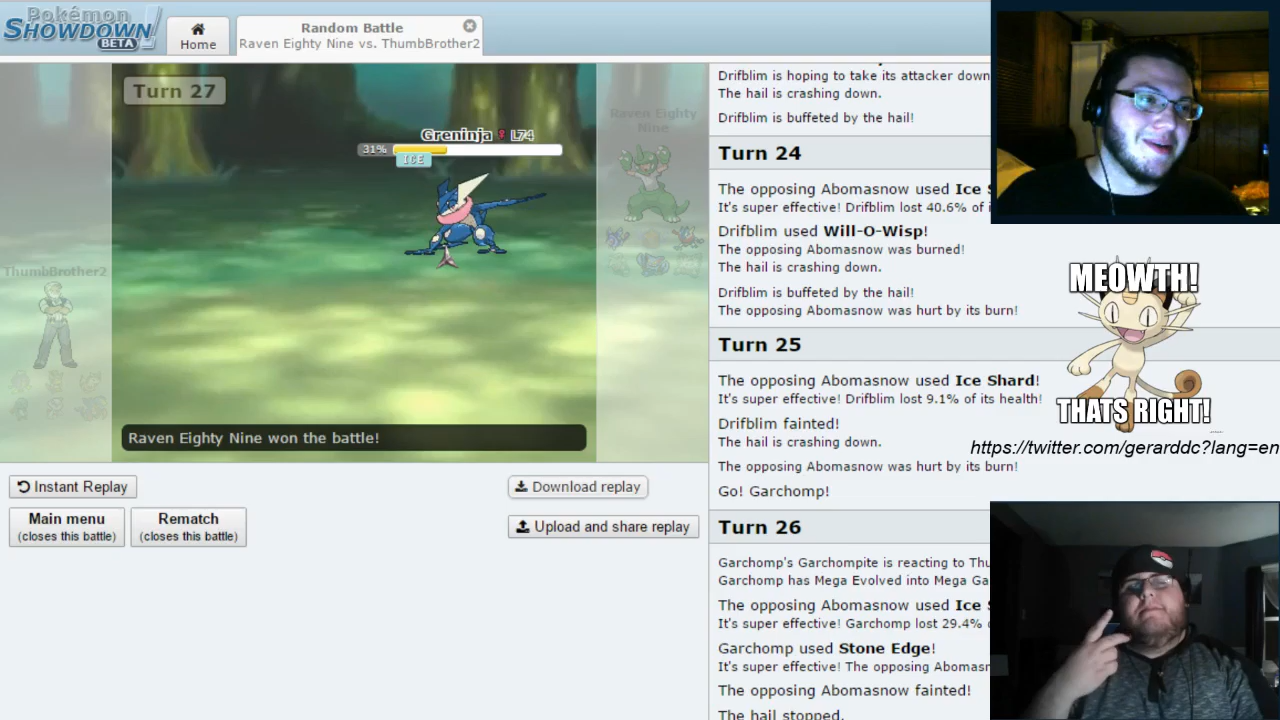 Pokémon
SHOWDOWN!
BETA
Home
Random Battle
Raven Eighty Nine vs. ThumbBrother2
Turn 27
Greninja L74
31%
ICE
Raven Eighty
Nine
ThumbBrother2
Raven Eighty Nine won the battle!
Instant Replay
Download replay
Main menu
(closes this battle)
Rematch
(closes this battle)
Upload and share replay
Drifblim is hoping to take its attacker down
The hail is crashing down.
Drifblim is buffeted by the hail!
Turn 24
The opposing Abomasnow used Ice S
It's super effective! Drifblim lost 40.6% of i
Drifblim used Will-O-Wisp!
The opposing Abomasnow was burned!
The hail is crashing down.
Drifblim is buffeted by the hail!
The opposing Abomasnow was hurt by its burn!
Turn 25
The opposing Abomasnow used Ice Shard!
It's super effective! Drifblim lost 9.1% of its health!
Drifblim fainted!
The hail is crashing down.
The opposing Abomasnow was hurt by its burn!
Go! Garchomp!
Turn 26
Garchomp's Garchompite is reacting to Thu
Garchomp has Mega Evolved into Mega Ga
The opposing Abomasnow used Ice S
It's super effective! Garchomp lost 29.4%
Garchomp used Stone Edge!
It's super effective! The opposing Abomasn
The opposing Abomasnow fainted!
The hail stopped.
MEOWTH!
THATS RIGHT!
https://twitter.com/gerarddc?lang=en